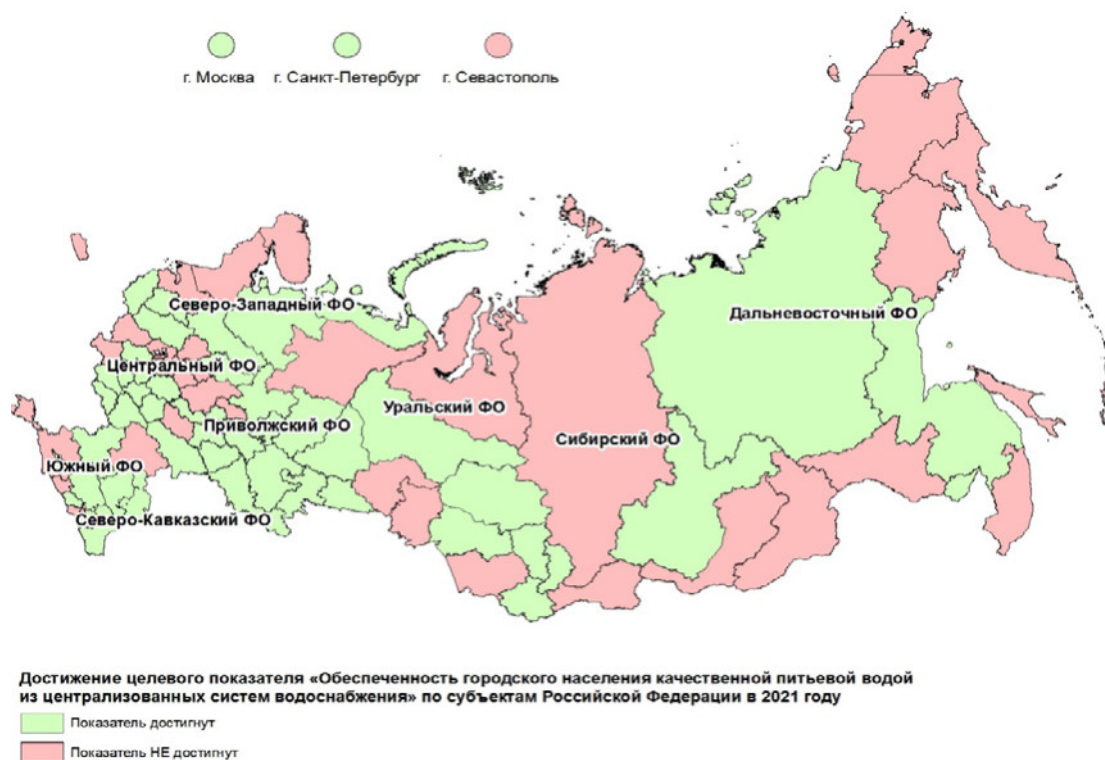 г. Москва г. Санкт-Петербург г. Севастополь
Северо-Западный ФО
Дальневосточный ФО
Центральный ФО
Уральский ФО
Приволжский ФО
Сибирский ФО
Южный ФО
Северо-Кавказский ФО
Достижение целевого показателя «Обеспеченность городского населения качественной питьевой водой
из централизованных систем водоснабжения» по субъектам Российской Федерации в 2021 году
Показатель достигнут
Показатель НЕ достигнут